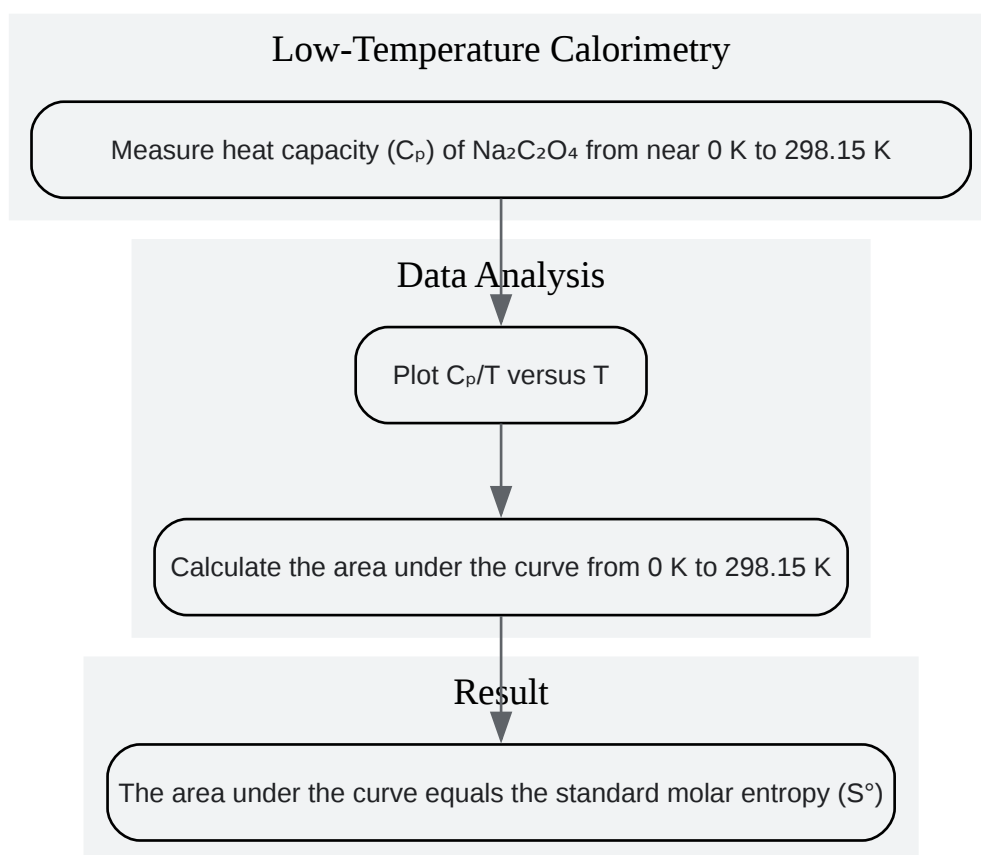 Low-Temperature Calorimetry
Measure heat capacity (Cₚ) of Na₂C₂O₄ from near 0 K to 298.15 K
Data Analysis
Plot Cₚ/T versus T
Calculate the area under the curve from 0 K to 298.15 K
Result
The area under the curve equals the standard molar entropy (S°)